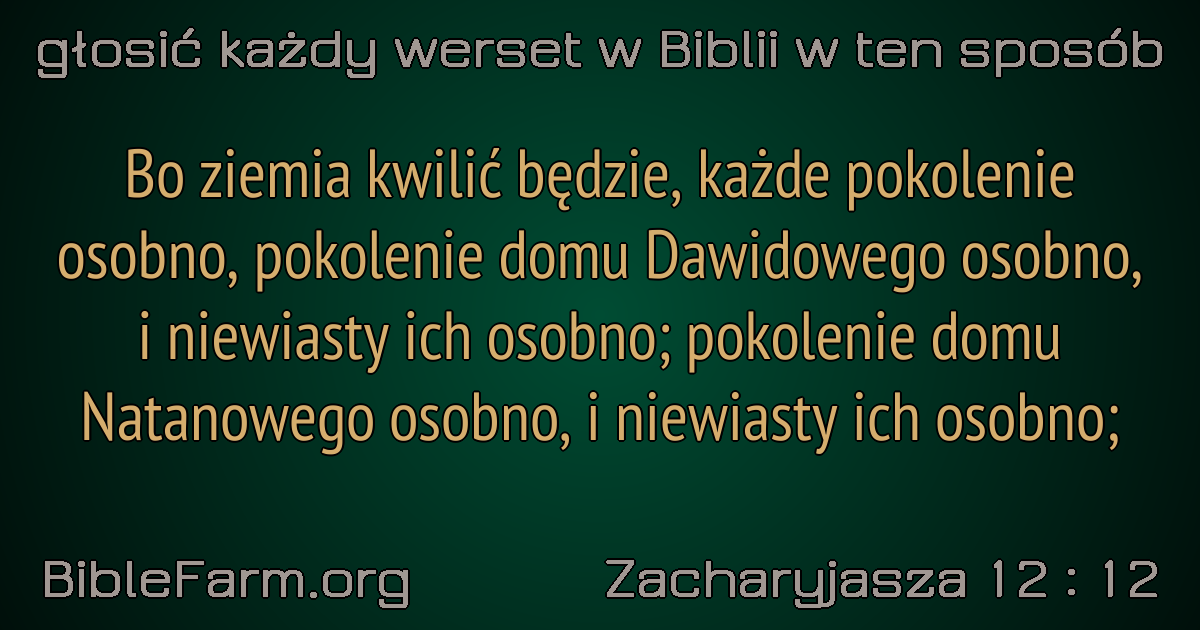 głosić każdy werset w Biblii w ten sposób
Bo ziemia kwilić będzie, każde pokolenie
osobno, pokolenie domu Dawidowego osobno,
i niewiasty ich osobno; pokolenie domu
Natanowego osobno, i niewiasty ich osobno;
BibleFarm.org
Zacharyjasza 12 : 12